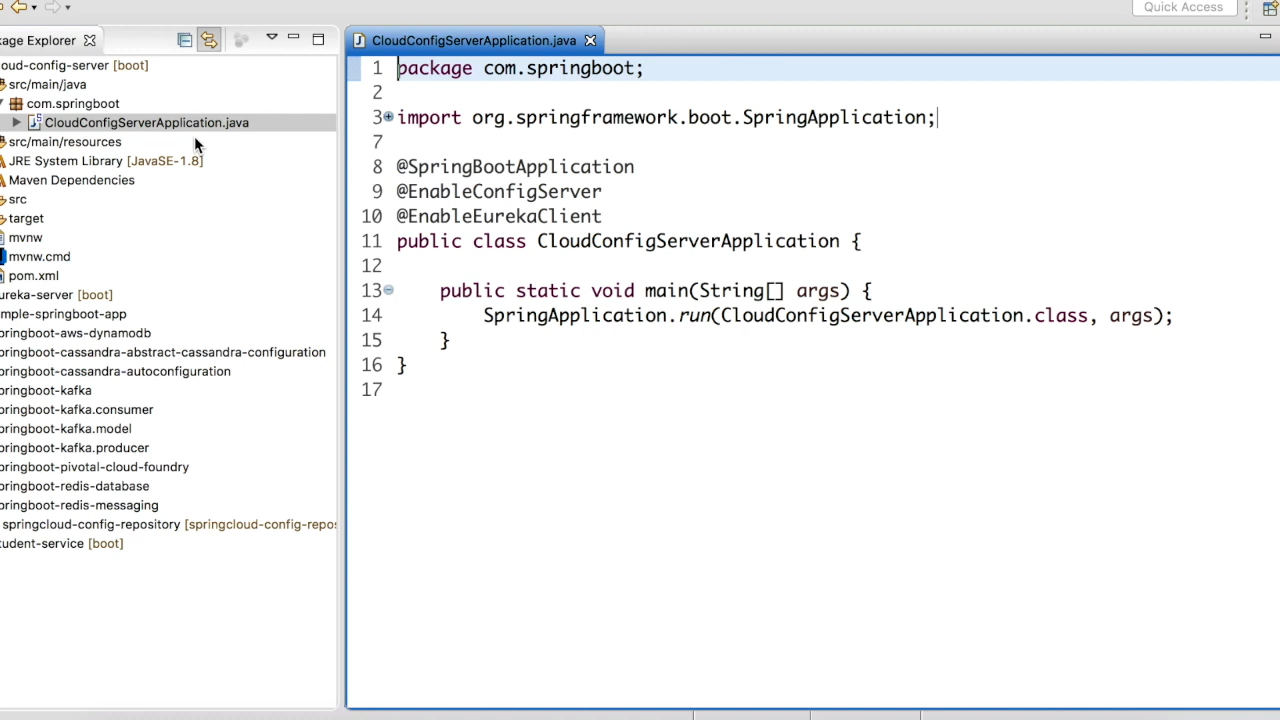 Quick Access
kage Explorer
CloudConfigServerApplication.java
oud-config-server [boot]
src/main/java
com.springboot
CloudConfigServerApplication.java
src/main/resources
JRE System Library [JavaSE-1.8]
Maven Dependencies
src
target
mvnw
mvnw.cmd
pom.xml
ureka-server [boot]
mple-springboot-app
pringboot-aws-dynamodb
pringboot-cassandra-abstract-cassandra-configuration
pringboot-cassandra-autoconfiguration
pringboot-kafka
pringboot-kafka.consumer
pringboot-kafka.model
pringboot-kafka.producer
pringboot-pivotal-cloud-foundry
pringboot-redis-database
pringboot-redis-messaging
springcloud-config-repository [springcloud-config-repos
tudent-service [boot]
1 package com.springboot;
2
3 import org.springframework.boot.SpringApplication;
7
8 @SpringBootApplication
9 @EnableConfigServer
10 @EnableEurekaClient
11 public class CloudConfigServerApplication {
12
13 public static void main(String[] args) {
14 SpringApplication.run(CloudConfigServerApplication.class, args);
15 }
16 }
17